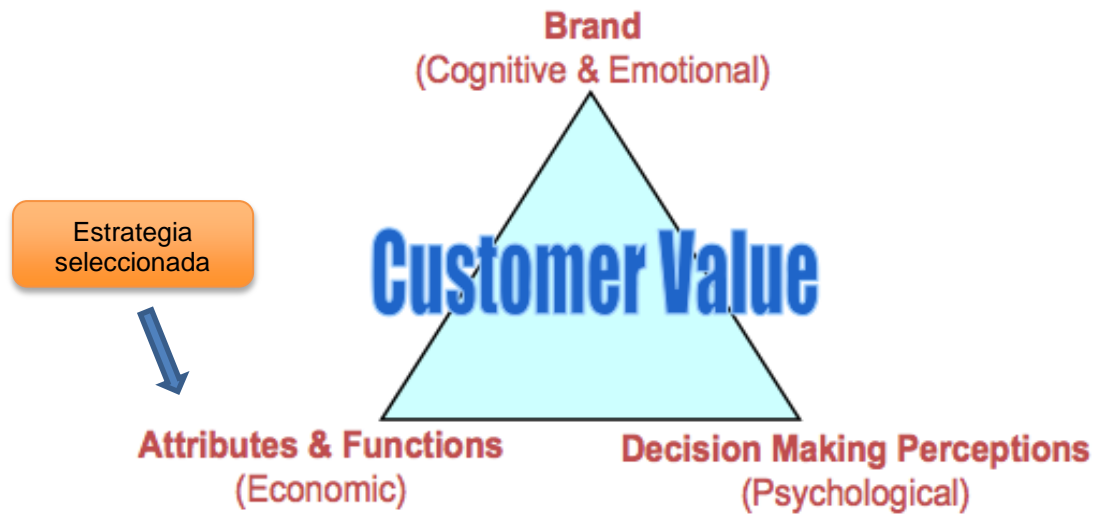 Brand
(Cognitive & Emotional)
Estrategia
seleccionada
Customer Value
Attributes & Functions
(Economic)
Decision Making Perceptions
(Psychological)